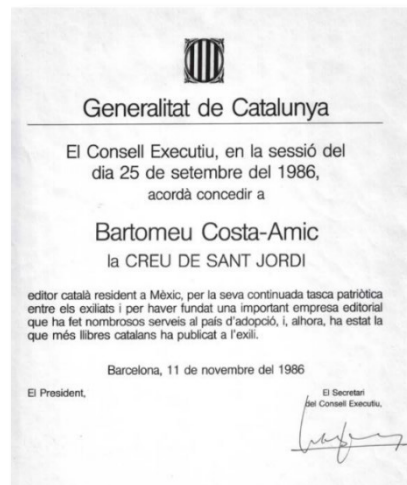 Generalitat de Catalunya
El Consell Executiu, en la sessió del
dia 25 de setembre del 1986,
acordà concedir a
Bartomeu Costa-Amic
la CREU DE SANT JORDI
editor català resident a Mèxic, per la seva continuada tasca patriòtica
entre els exiliats i per haver fundat una important empresa editorial
que ha fet nombrosos serveis al país d'adopció, i, alhora, ha estat la
que més llibres catalans ha publicat a l'exili.
Barcelona, 11 de novembre del 1986
El President,
El Secretari
del Consell Executiu,